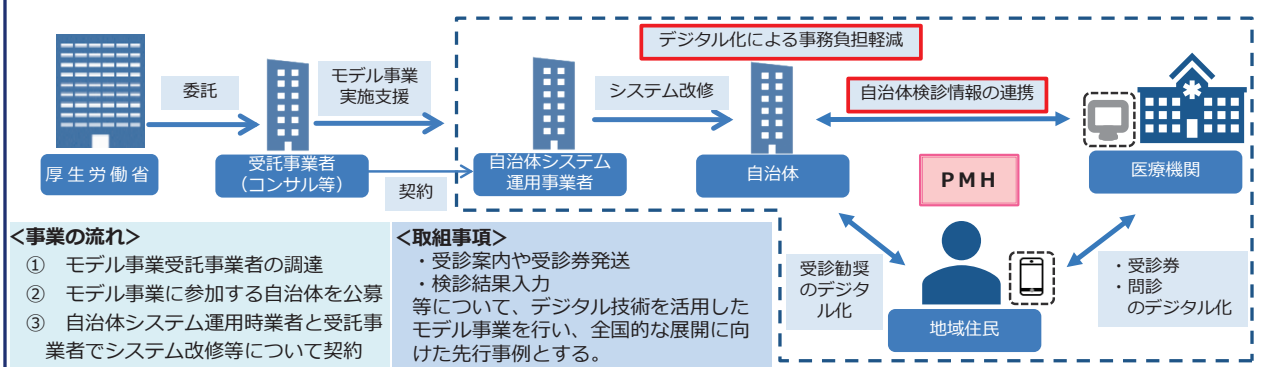 デジタル化による事務負担軽減
委託
モデル事業
実施支援
システム改修
自治体検診情報の連携
厚生労働省
受託事業者
（コンサル等）
契約
自治体システム
運用事業者
自治体
PMH
医療機関
<事業の流れ>
① モデル事業受託事業者の調達
② モデル事業に参加する自治体を公募
③ 自治体システム運用時業者と受託事
業者でシステム改修等について契約
<取組事項>
・受診案内や受診券発送
・検診結果入力
等について、デジタル技術を活用した
モデル事業を行い、全国的な展開に向
けた先行事例とする。
受診勧奨
のデジタ
ル化
地域住民
・受診券
・問診
のデジタル化